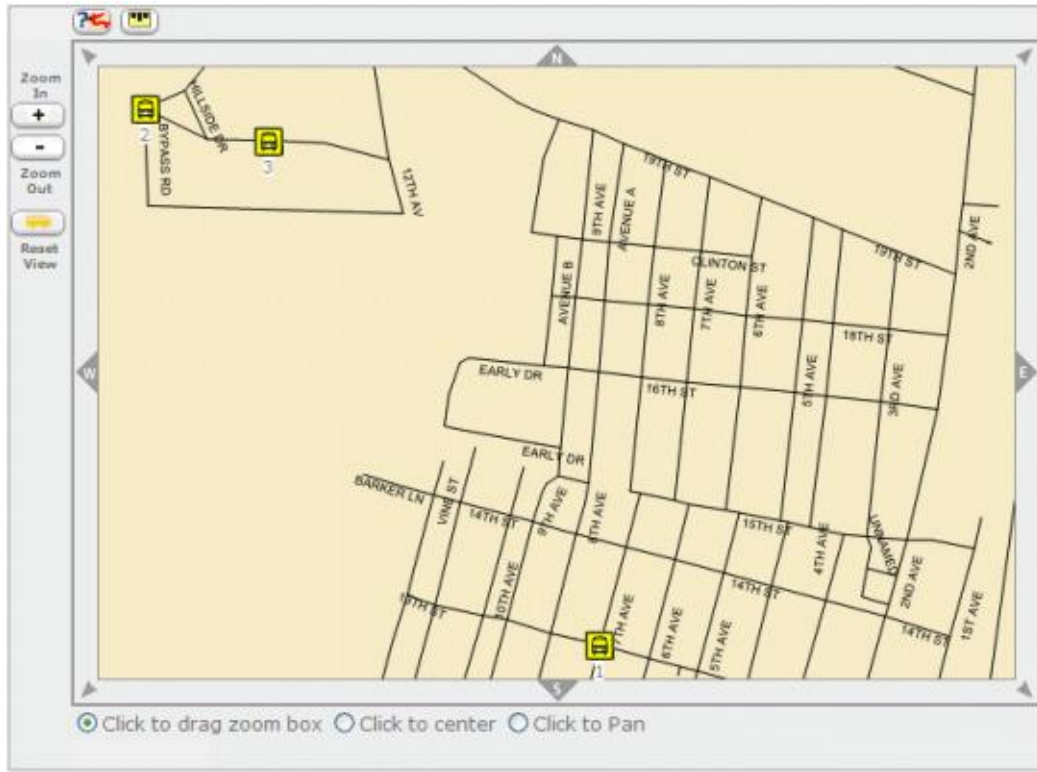 ?
N
Zoom
In
+
-
Zoom
Out
Reset
View
2
BYPASS RD
HILLSIDE DR
3
12TH AV
19TH ST
9TH AVE
AVENUE A
19TH ST
2ND AVE
CLINTON ST
AVENUE B
8TH AVE
7TH AVE
6TH AVE
18TH ST
W
E
EARLY DR
16TH ST
5TH AVE
3RD AVE
EARLY DR
BARKER LN
VINE ST
14TH ST
9TH AVE
8TH AVE
15TH ST
4TH AVE
UNNAMED
2ND AVE
10TH AVE
14TH ST
13TH ST
7TH AVE
6TH AVE
5TH AVE
14TH ST
1ST AVE
1
S
Click to drag zoom box Click to center Click to Pan